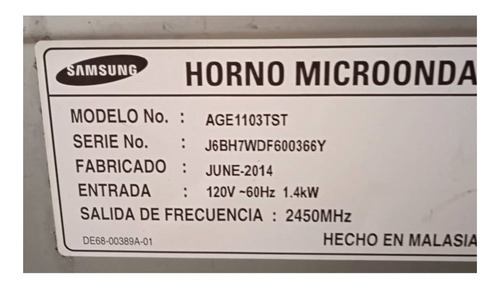 SAMSUNG HORNO MICROONDA
MODELO No. : AGE1103TST
SERIE No. : J6BH7WDF600366Y
FABRICADO : JUNE-2014
ENTRADA : 120V ~60Hz 1.4kW
SALIDA DE FRECUENCIA : 2450MHz
DE68-00389A-01 HECHO EN MALASIA